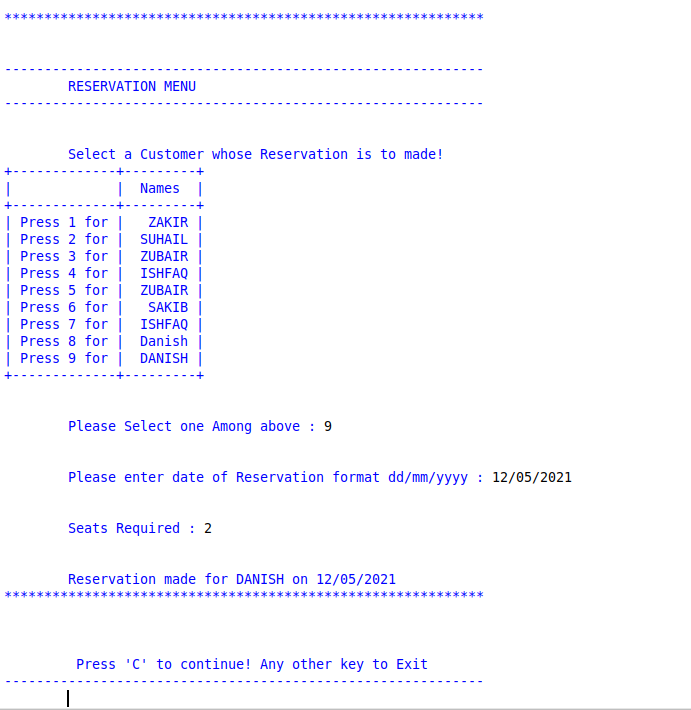 ************************************************************
------------------------------------------------------------
        RESERVATION MENU
------------------------------------------------------------
        Select a Customer whose Reservation is to made!
+-------------+---------+
|             |  Names  |
+-------------+---------+
| Press 1 for |   ZAKIR |
| Press 2 for |  SUHAIL |
| Press 3 for |  ZUBAIR |
| Press 4 for |  ISHFAQ |
| Press 5 for |  ZUBAIR |
| Press 6 for |   SAKIB |
| Press 7 for |  ISHFAQ |
| Press 8 for |  Danish |
| Press 9 for |  DANISH |
+-------------+---------+
        Please Select one Among above : 9
        Please enter date of Reservation format dd/mm/yyyy : 12/05/2021
        Seats Required : 2
        Reservation made for DANISH on 12/05/2021
************************************************************
         Press 'C' to continue! Any other key to Exit
------------------------------------------------------------